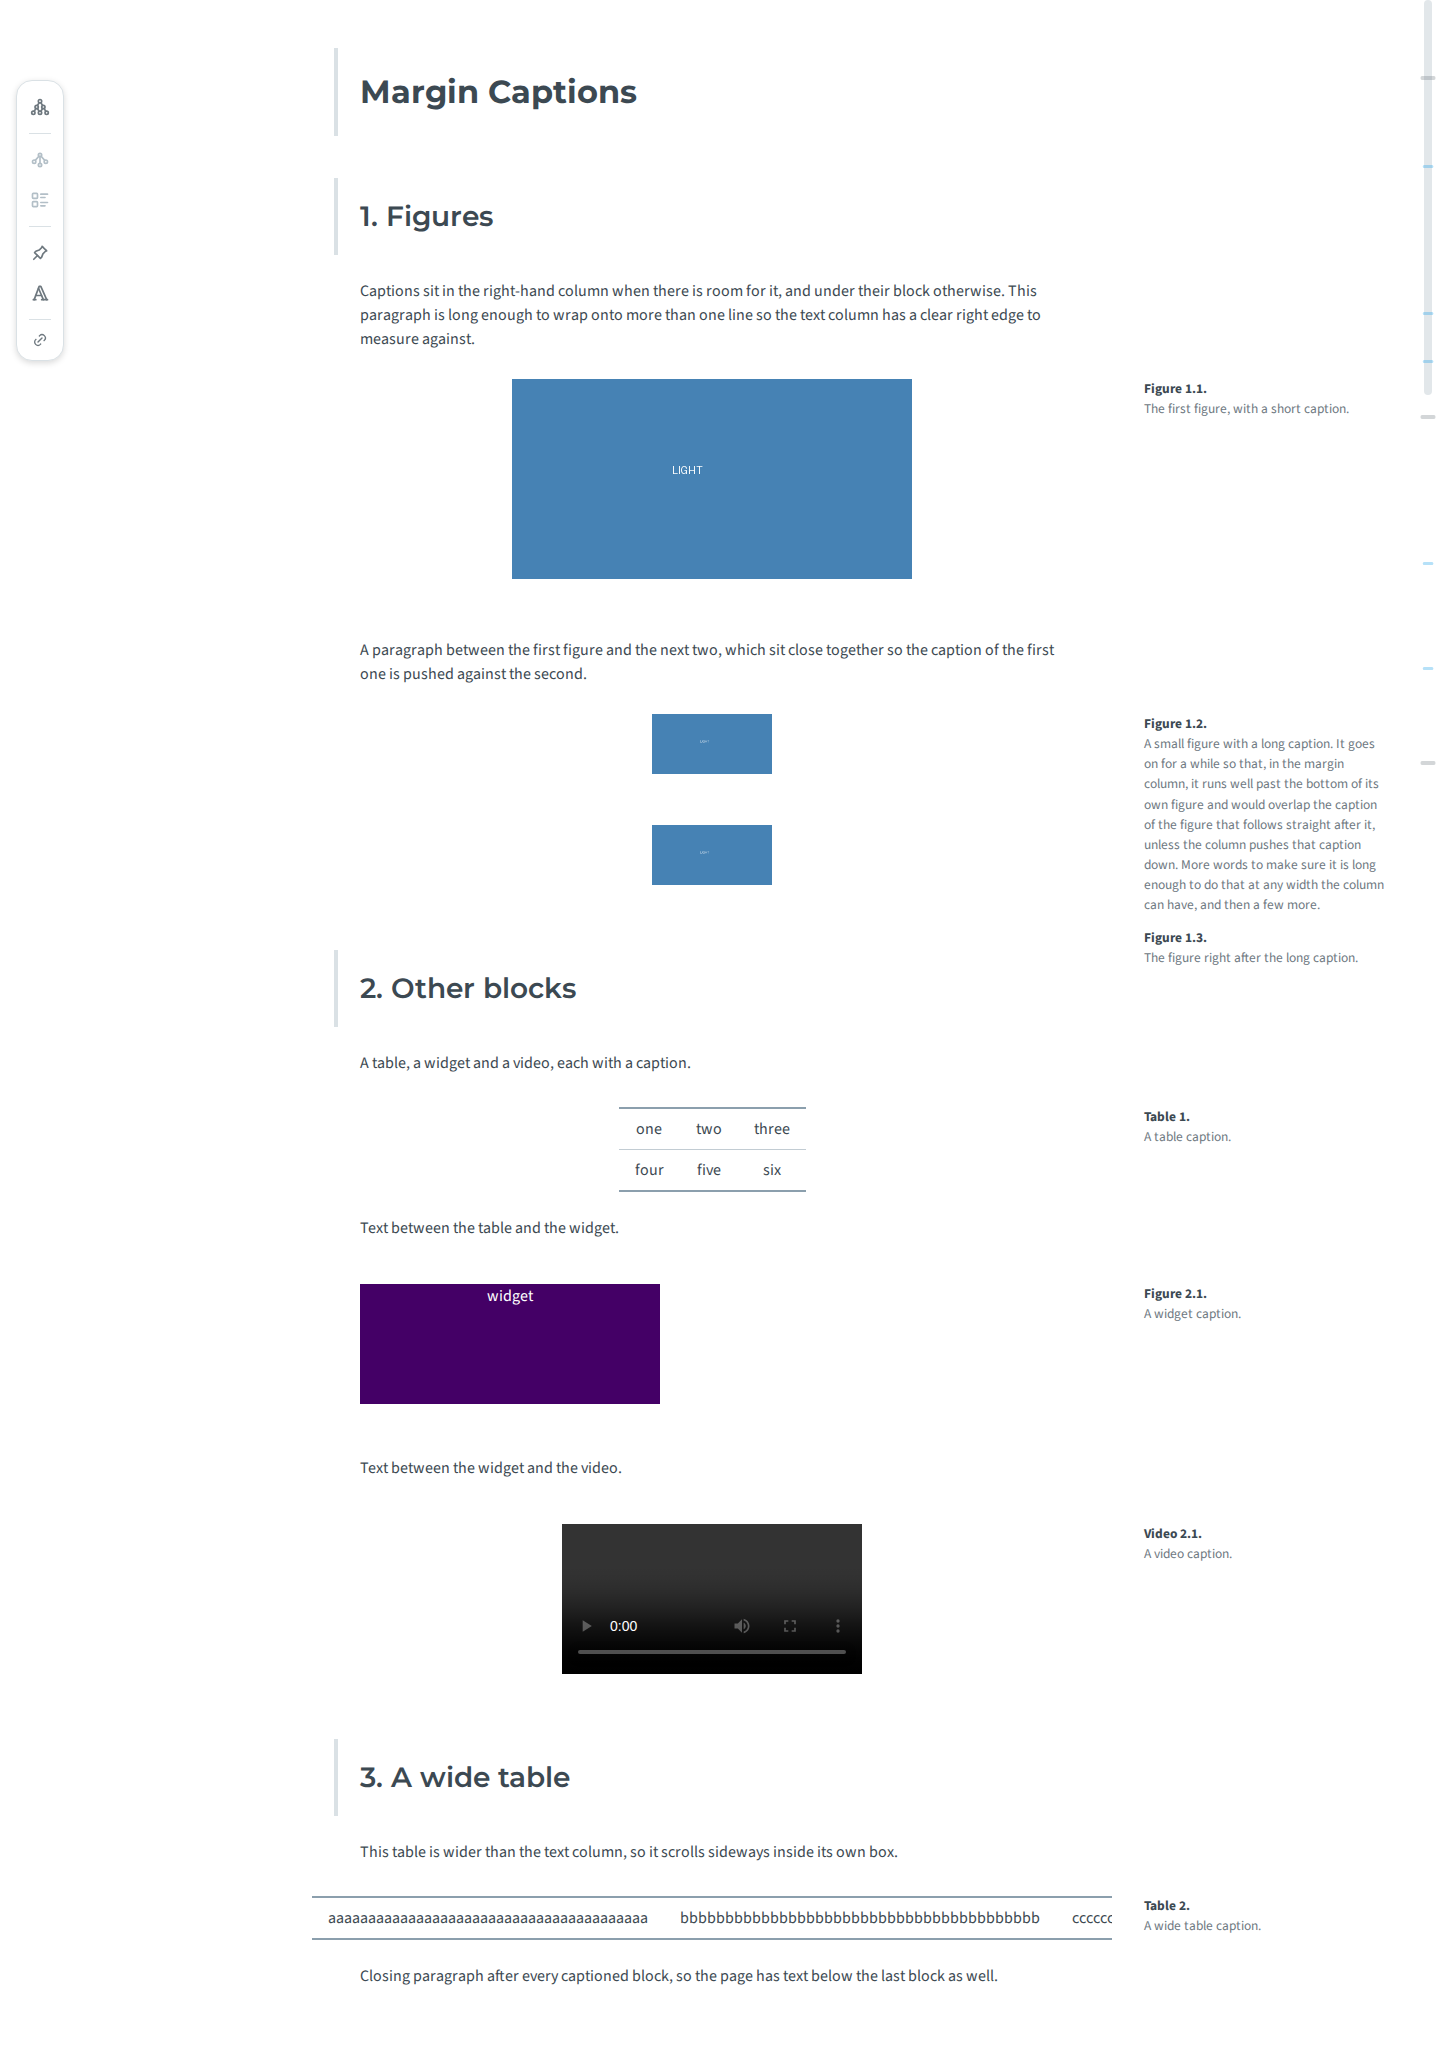 Margin Captions
1. Figures
Captions sit in the right-hand column when there is room for it, and under their block otherwise. This
paragraph is long enough to wrap onto more than one line so the text column has a clear right edge to
measure against.
LIGHT
Figure 1.1.
The first figure, with a short caption.
A paragraph between the first figure and the next two, which sit close together so the caption of the first
one is pushed against the second.
Figure 1.2.
A small figure with a long caption. It goes
on for a while so that, in the margin
column, it runs well past the bottom of its
own figure and would overlap the caption
of the figure that follows straight after it,
unless the column pushes that caption
down. More words to make sure it is long
enough to do that at any width the column
can have, and then a few more.
Figure 1.3.
The figure right after the long caption.
2. Other blocks
A table, a widget and a video, each with a caption.
one two three
four five six
Table 1.
A table caption.
Text between the table and the widget.
widget
Figure 2.1.
A widget caption.
Text between the widget and the video.
0:00
Video 2.1.
A video caption.
3. A wide table
This table is wider than the text column, so it scrolls sideways inside its own box.
aaaaaaaaaaaaaaaaaaaaaaaaaaaaaaaaaaaaaaaa bbbbbbbbbbbbbbbbbbbbbbbbbbbbbbbbbbbbbbbb cccccc
Table 2.
A wide table caption.
Closing paragraph after every captioned block, so the page has text below the last block as well.